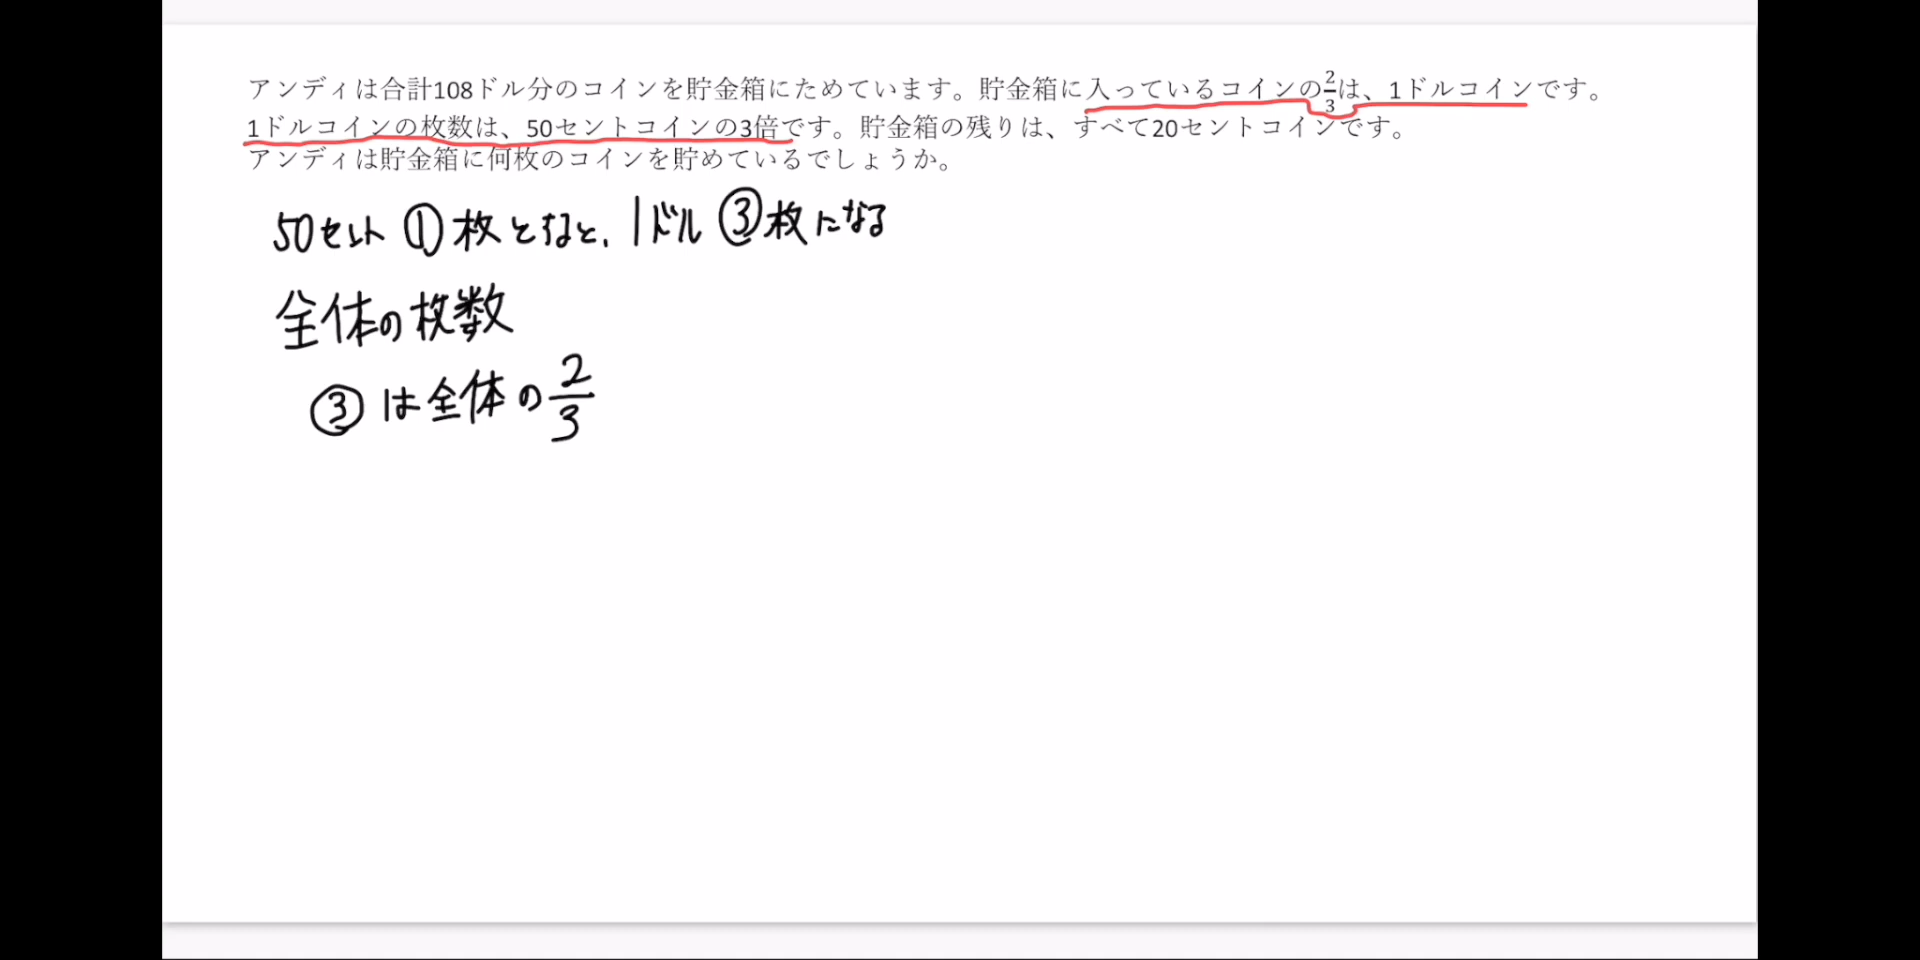 アンディは合計108ドル分のコインを貯金箱にためています。貯金箱に入っているコインの2/3は、1ドルコインです。
1ドルコインの枚数は、50セントコインの3倍です。貯金箱の残りは、すべて20セントコインです。
アンディは貯金箱に何枚のコインを貯めているでしょうか。
50セント ①枚となると、1ドル ③枚になる
全体の枚数
③は全体の2/3